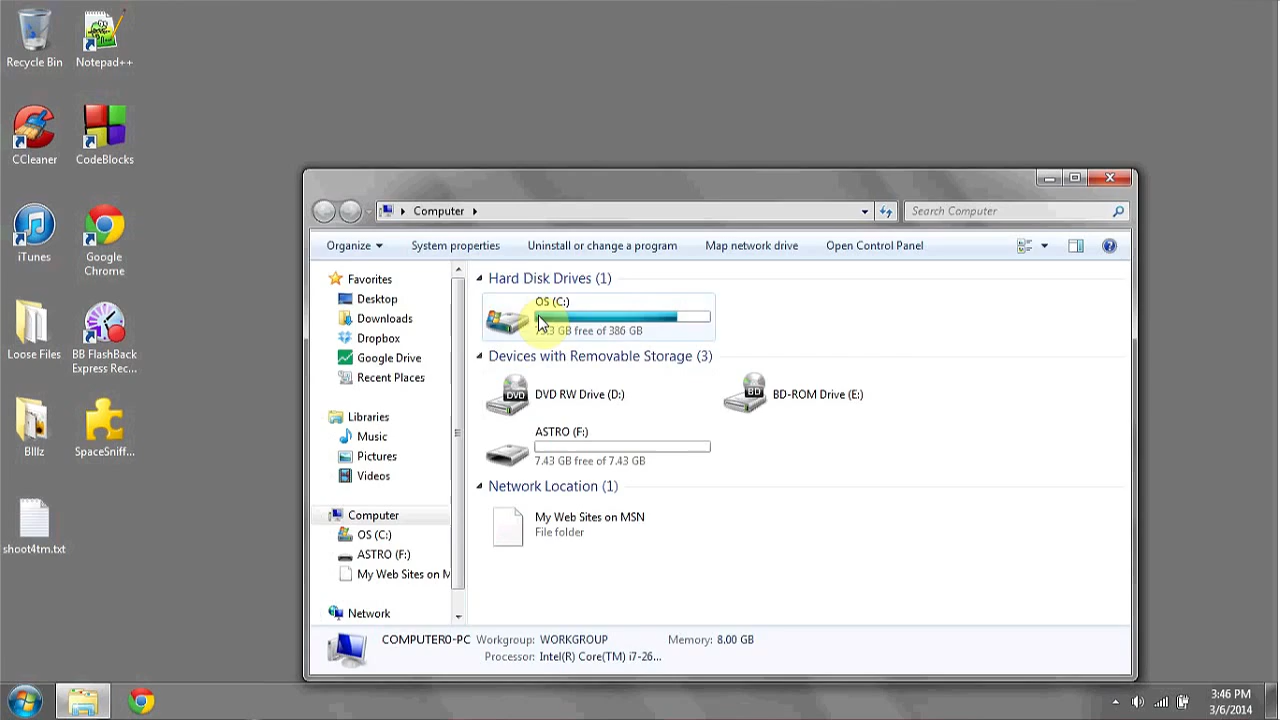 Recycle Bin
Notepad++
CCleaner
CodeBlocks
iTunes
Google
Chrome
Loose Files
BB FlashBack
Express Rec...
Blllz
SpaceSniff...
shoot4tm.txt
Computer
Search Computer
Organize
System properties
Uninstall or change a program
Map network drive
Open Control Panel
Favorites
Desktop
Downloads
Dropbox
Google Drive
Recent Places
Libraries
Music
Pictures
Videos
Computer
OS (C:)
ASTRO (F:)
My Web Sites on M
Network
Hard Disk Drives (1)
OS (C:)
GB free of 386 GB
Devices with Removable Storage (3)
DVD
DVD RW Drive (D:)
BD
BD-ROM Drive (E:)
ASTRO (F:)
7.43 GB free of 7.43 GB
Network Location (1)
My Web Sites on MSN
File folder
COMPUTER0-PC
Workgroup: WORKGROUP
Memory: 8.00 GB
Processor: Intel(R) Core(TM) i7-26...
3:46 PM
3/6/2014